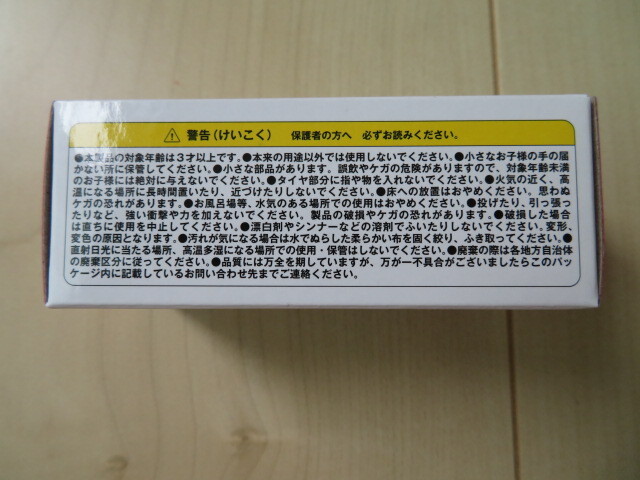 ⚠ 警告（けいこく） 保護者の方へ 必ずお読みください。
●本製品の対象年齢は３才以上です。●本来の用途以外では使用しないでください。●小さなお子様の手の届
かない所に保管してください。●小さな部品があります。誤飲やケガの危険がありますので、対象年齢未満
のお子様には絶対に与えないでください。●タイヤ部分に指や物を入れないでください。●火気の近く、高
温になる場所に長時間置いたり、近づけたりしないでください。●床への放置はおやめください。思わぬ
ケガの恐れがあります。●お風呂場等、水気のある場所での使用はおやめください。●投げたり、引っ張っ
たりなど、強い衝撃や力を加えないでください。製品の破損やケガの恐れがあります。●破損した場合
は直ちに使用を中止してください。●漂白剤やシンナーなどの溶剤でふいたりしないでください。変形、
変色の原因となります。●汚れが気になる場合は水でぬらした柔らかい布を固く絞り、ふき取ってください。●
直射日光に当たる場所、高温多湿になる場所での使用・保管はしないでください。●廃棄の際は各地方自治体
の廃棄区分に従ってください。●品質には万全を期していますが、万が一不具合がございましたらこのパッ
ケージ内に記載しているお問い合わせ先までご連絡ください。